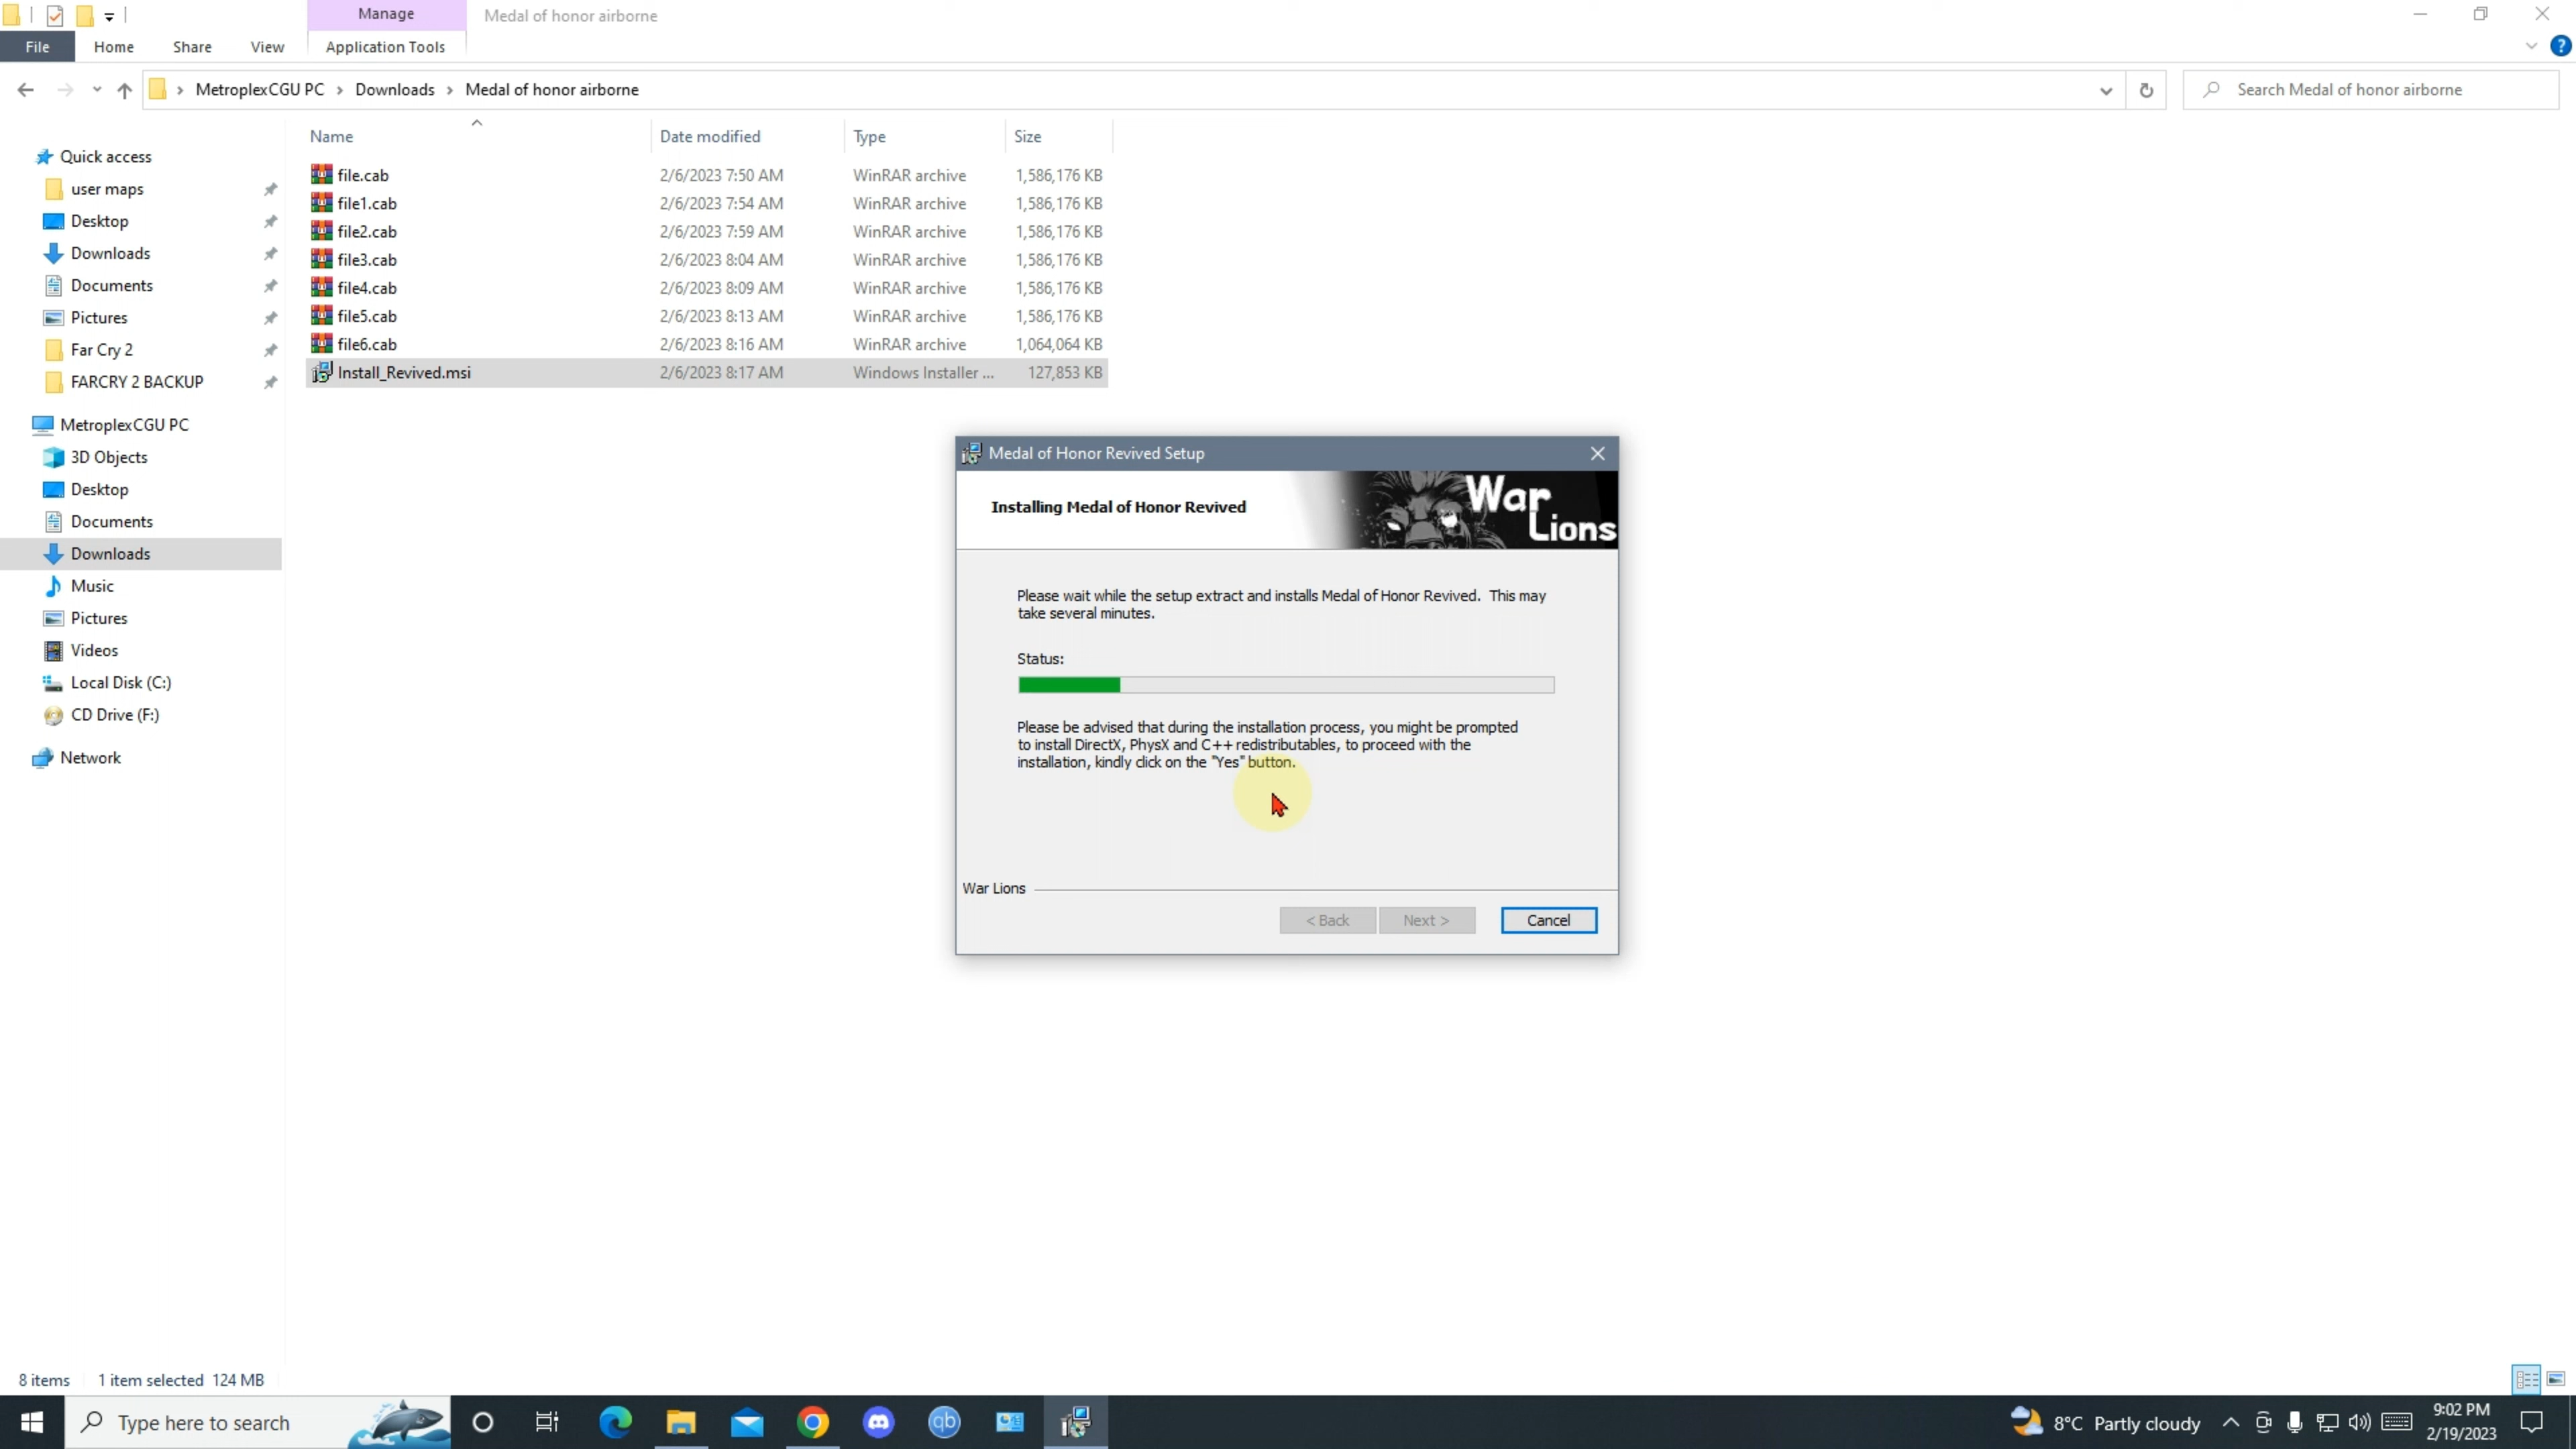 Manage
Medal of honor airborne
File
Home
Share
View
Application Tools
MetroplexCGU PC
Downloads
Medal of honor airborne
Search Medal of honor airborne
Name
Date modified
Type
Size
file.cab 2/6/2023 7:50 AM WinRAR archive 1,586,176 KB
file1.cab 2/6/2023 7:54 AM WinRAR archive 1,586,176 KB
file2.cab 2/6/2023 7:59 AM WinRAR archive 1,586,176 KB
file3.cab 2/6/2023 8:04 AM WinRAR archive 1,586,176 KB
file4.cab 2/6/2023 8:09 AM WinRAR archive 1,586,176 KB
file5.cab 2/6/2023 8:13 AM WinRAR archive 1,586,176 KB
file6.cab 2/6/2023 8:16 AM WinRAR archive 1,064,064 KB
Install_Revived.msi 2/6/2023 8:17 AM Windows Installer ... 127,853 KB
Quick access
user maps
Desktop
Downloads
Documents
Pictures
Far Cry 2
FARCRY 2 BACKUP
MetroplexCGU PC
3D Objects
Desktop
Documents
Downloads
Music
Pictures
Videos
Local Disk (C:)
CD Drive (F:)
Network
Medal of Honor Revived Setup
Installing Medal of Honor Revived
War
Lions
Please wait while the setup extract and installs Medal of Honor Revived. This may
take several minutes.
Status:
Please be advised that during the installation process, you might be prompted
to install DirectX, PhysX and C++ redistributables, to proceed with the
installation, kindly click on the "Yes" button.
War Lions
< Back
Next >
Cancel
8 items
1 item selected 124 MB
Type here to search
qb
8°C Partly cloudy
9:02 PM
2/19/2023